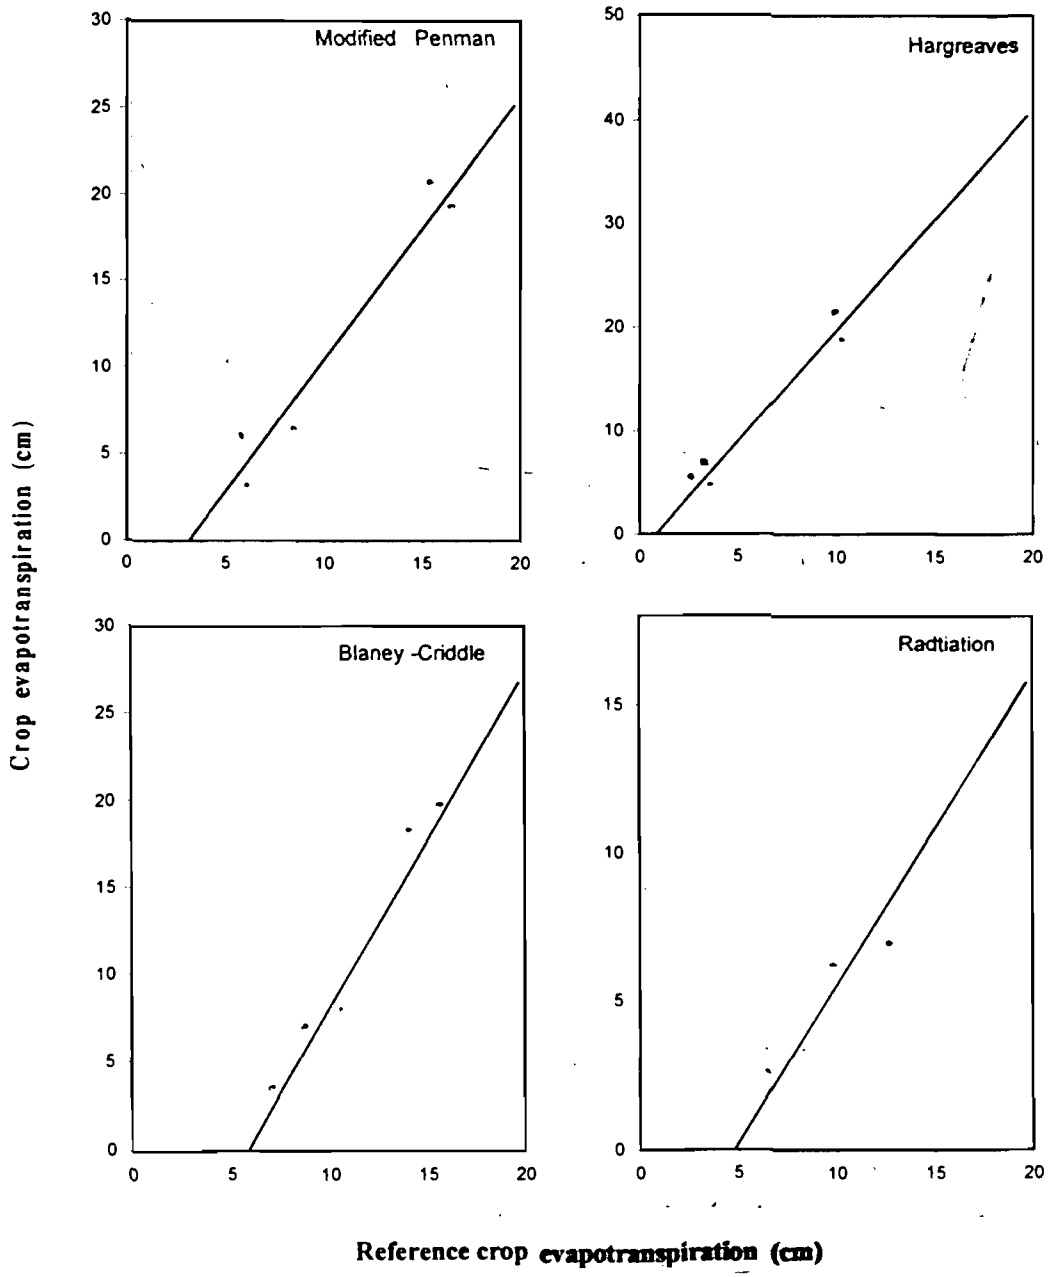 Crop evapotranspiration (cm)
Modified Penman
30
25
20
15
10
5
0
0 5 10 15 20
Hargreaves
50
40
30
20
10
0
0 5 10 15 20
Blaney -Criddle
30
25
20
15
10
5
0
0 5 10 15 20
Radtiation
15
10
5
0
0 5 10 15 20
Reference crop evapotranspiration (cm)